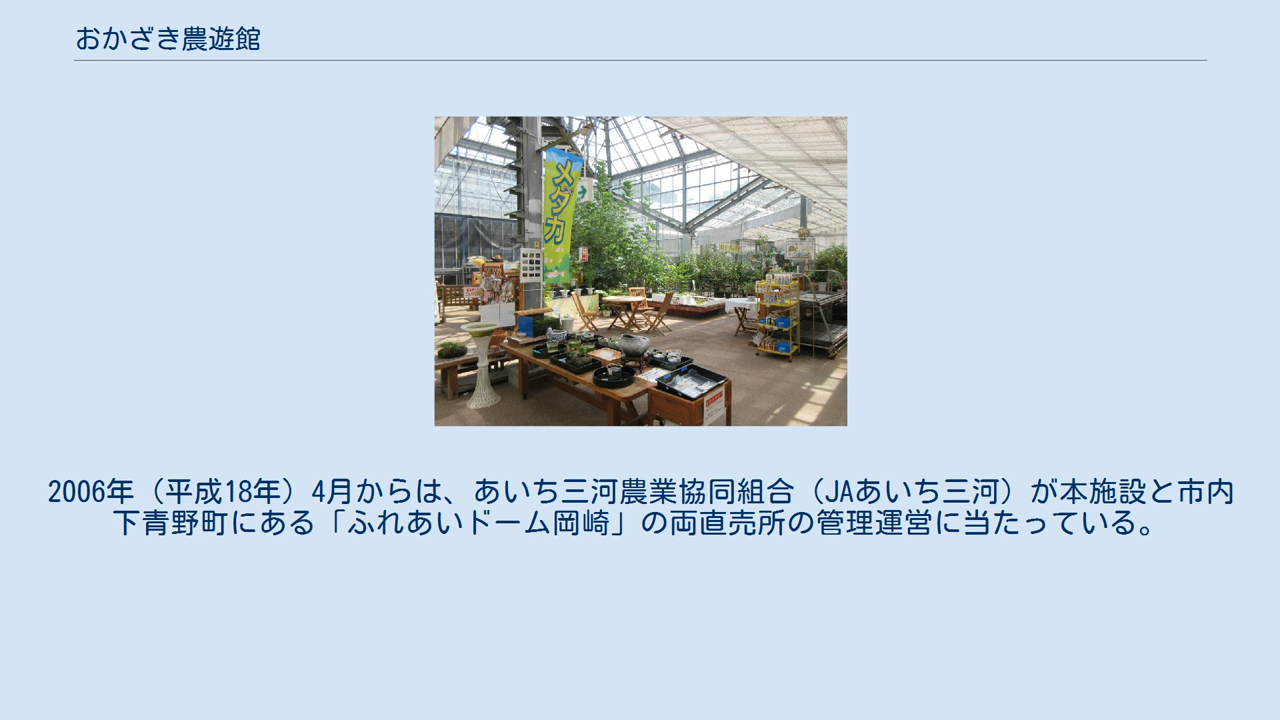 おかざき農遊館
メダカ
2006年（平成18年）4月からは、あいち三河農業協同組合（JAあいち三河）が本施設と市内
下青野町にある「ふれあいドーム岡崎」の両直売所の管理運営に当たっている。